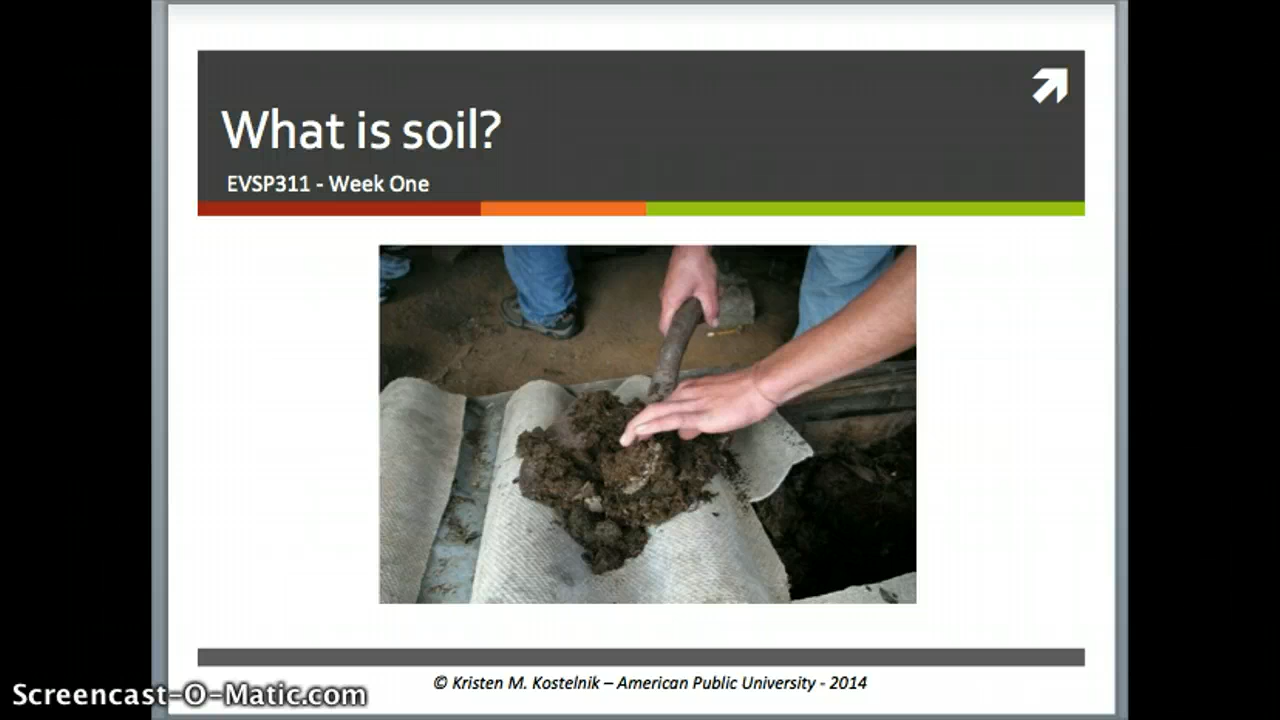 What is soil?
EVSP311 - Week One
© Kristen M. Kostelnik – American Public University - 2014
Screencast-O-Matic.com